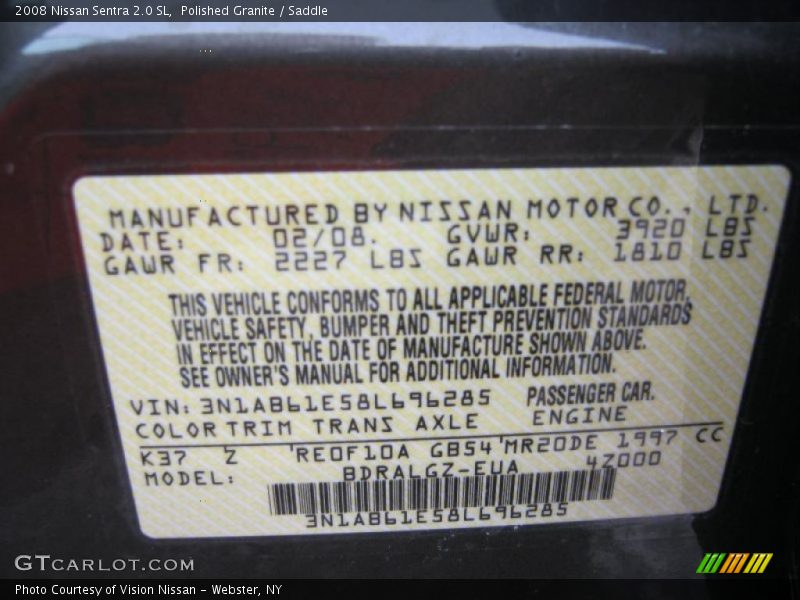 2008 Nissan Sentra 2.0 SL,  Polished Granite / Saddle
MANUFACTURED BY NISSAN MOTOR CO., LTD.
DATE: 02/08. GVWR: 3920 LBS
GAWR FR: 2227 LBS GAWR RR: 1810 LBS
THIS VEHICLE CONFORMS TO ALL APPLICABLE FEDERAL MOTOR,
VEHICLE SAFETY, BUMPER AND THEFT PREVENTION STANDARDS
IN EFFECT ON THE DATE OF MANUFACTURE SHOWN ABOVE.
SEE OWNER'S MANUAL FOR ADDITIONAL INFORMATION.
VIN: 3N1AB61E58L696285 PASSENGER CAR.
COLOR TRIM TRANS AXLE ENGINE
K37 Z 'RE0F10A GB54'MR20DE 1997 CC
MODEL: BDRALGZ-EUA 4Z000
3N1AB61E58L696285
GTCARLOT.COM
Photo Courtesy of Vision Nissan - Webster, NY